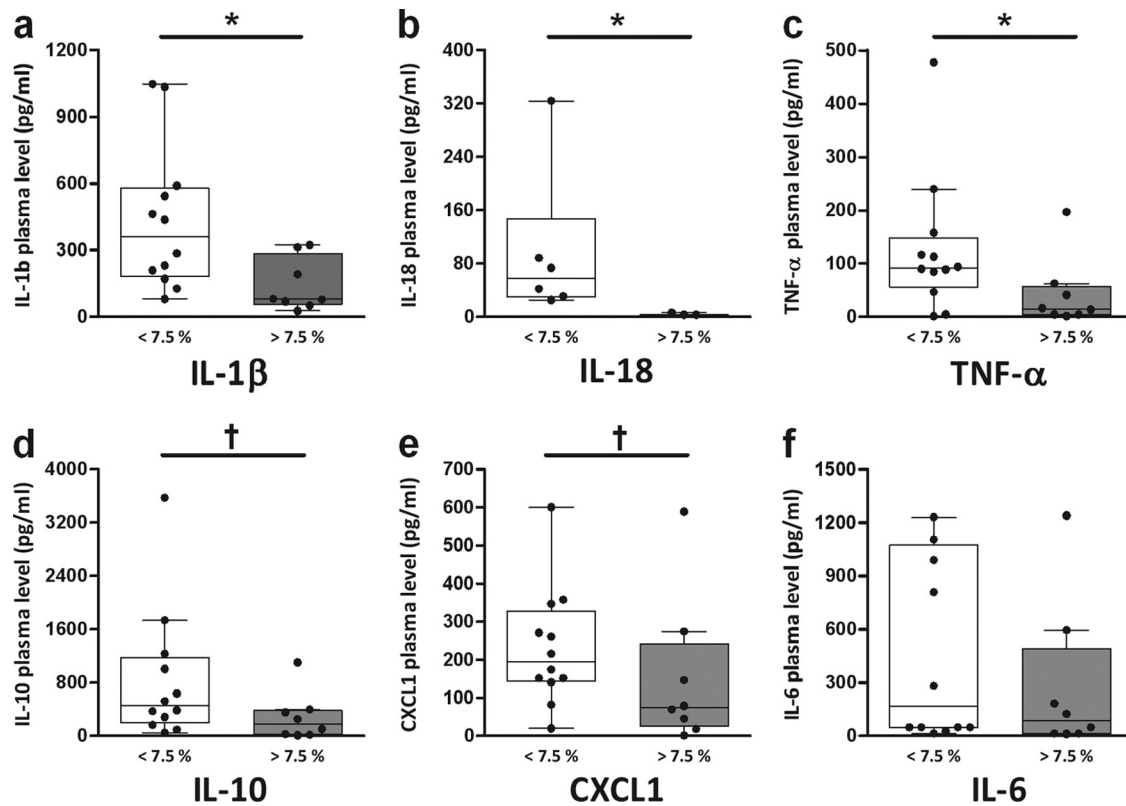 a
*
IL-1b plasma level (pg/ml)
1200
900
600
300
0
< 7.5 %
> 7.5 %
IL-1β
b
*
IL-18 plasma level (pg/ml)
400
320
240
160
80
0
< 7.5 %
> 7.5 %
IL-18
c
*
TNF-α plasma level (pg/ml)
500
400
300
200
100
0
< 7.5 %
> 7.5 %
TNF-α
d
†
IL-10 plasma level (pg/ml)
4000
3200
2400
1600
800
0
< 7.5 %
> 7.5 %
IL-10
e
†
CXCL1 plasma level (pg/ml)
700
600
500
400
300
200
100
0
< 7.5 %
> 7.5 %
CXCL1
f
IL-6 plasma level (pg/ml)
1500
1200
900
600
300
0
< 7.5 %
> 7.5 %
IL-6